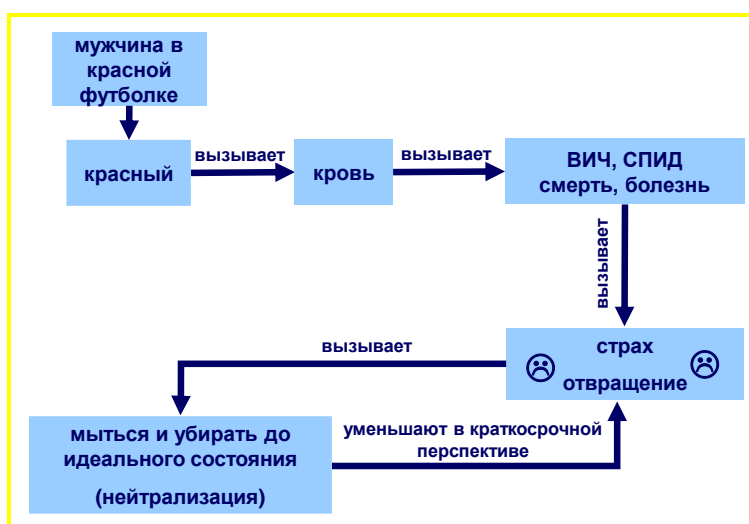 мужчина в
красной
футболке
красный
вызывает
кровь
вызывает
ВИЧ, СПИД
смерть, болезнь
вызывает
страх
отвращение
вызывает
мыться и убирать до
идеального состояния
(нейтрализация)
уменьшают в краткосрочной
перспективе